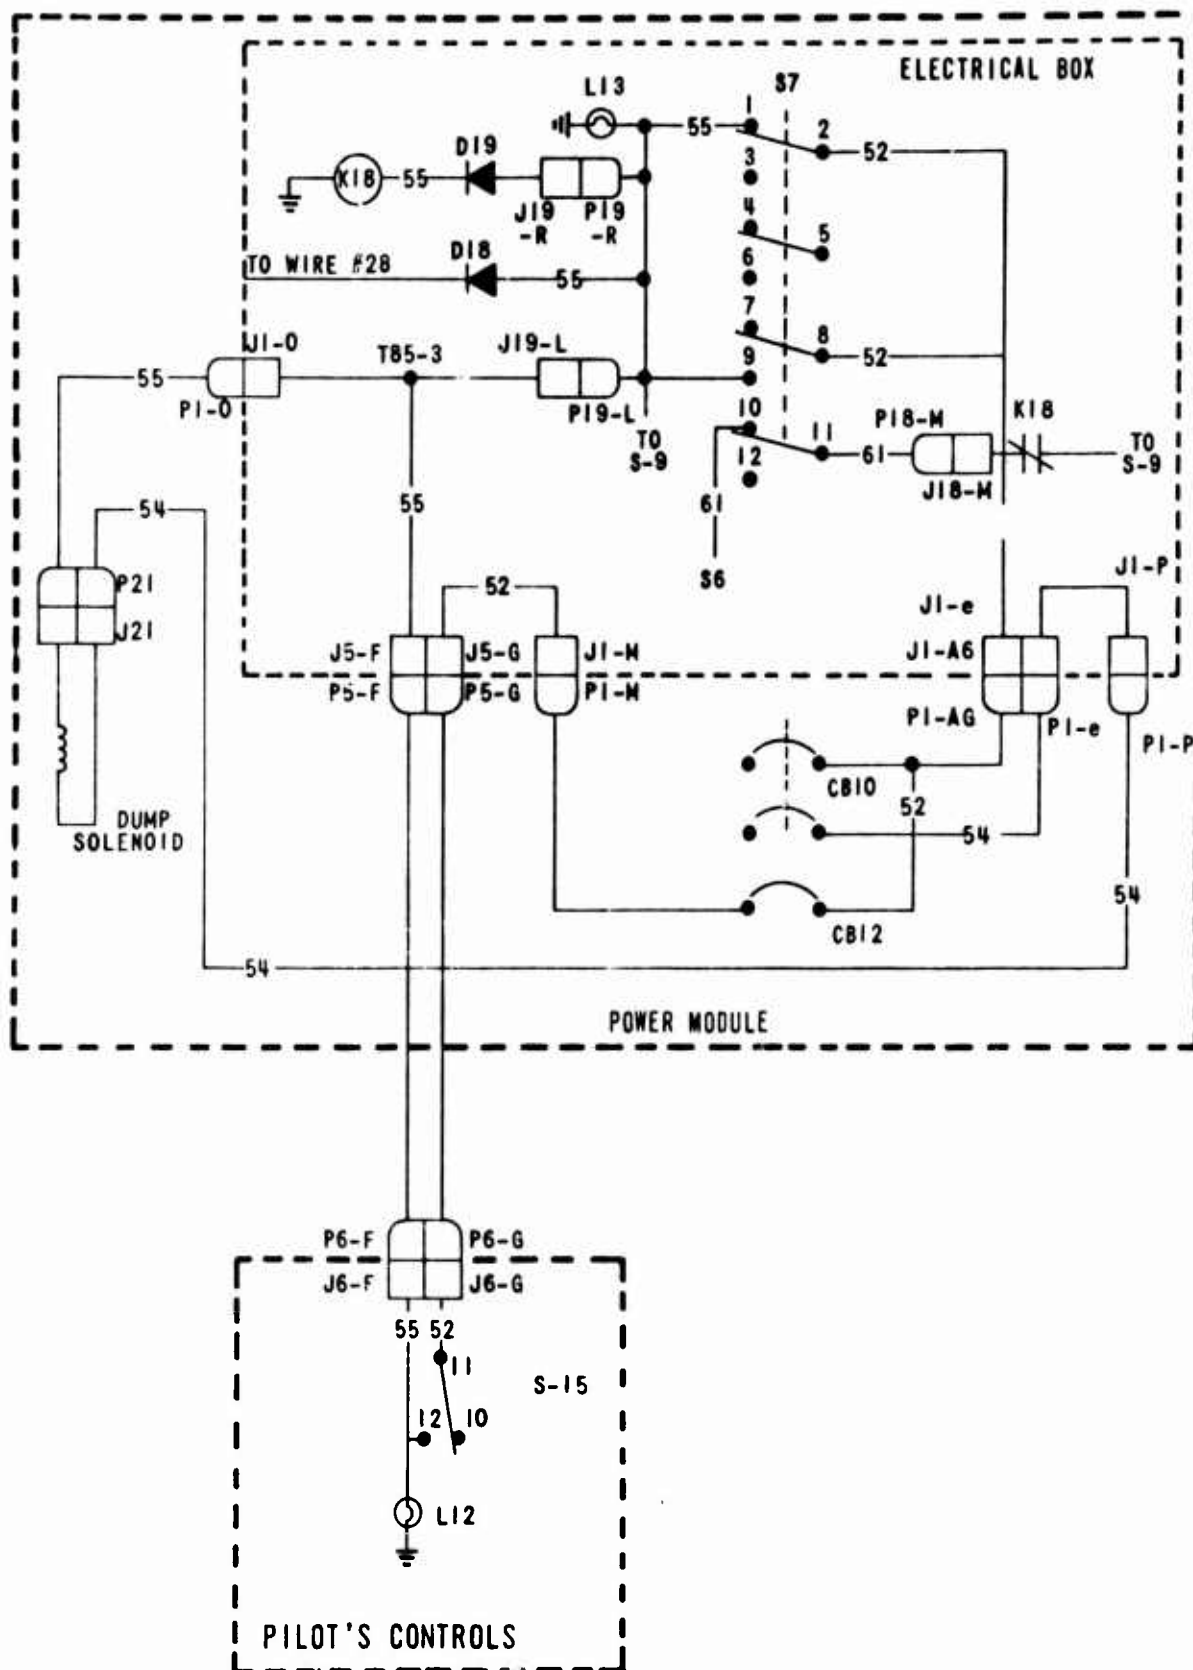 ELECTRICAL BOX
L13
S7
1
55
2
52
D19
K18
55
3
J19
-R
P19
-R
4
5
D18
TO WIRE #28
55
6
7
J1-O
T85-3
J19-L
8
52
9
55
P1-O
P19-L
10
P18-M
K18
TO
S-9
11
61
TO
S-9
12
J18-M
54
55
61
S6
P21
J21
52
J1-P
J1-e
J5-F
J5-G
J1-M
J1-A6
P5-F
P5-G
P1-M
P1-AG
P1-e
P1-P
CB10
52
DUMP
SOLENOID
54
54
CB12
54
POWER MODULE
P6-F
P6-G
J6-F
J6-G
55
52
11
S-15
12
10
L12
PILOT'S CONTROLS